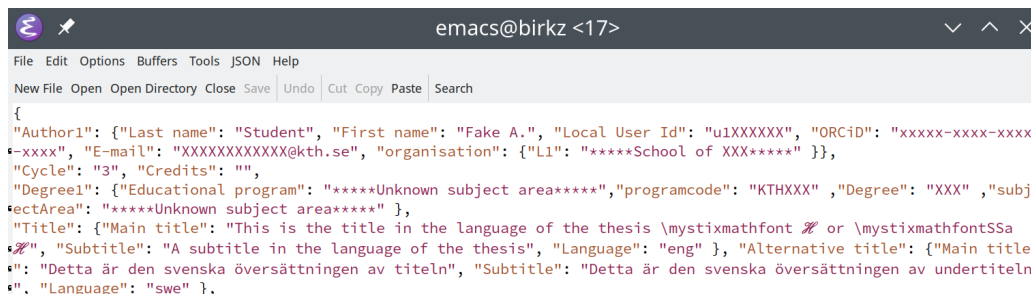 emacs@birkz <17>
File Edit Options Buffers Tools JSON Help
New File Open Open Directory Close Save Undo Cut Copy Paste Search
{
"Author1": {"Last name": "Student", "First name": "Fake A.", "Local User Id": "u1XXXXXX", "ORCiD": "xxxxx-xxxx-xxxx
-xxxx", "E-mail": "XXXXXXXXXXXX@kth.se", "organisation": {"L1": "*****School of XXX*****" }},
"Cycle": "3", "Credits": "",
"Degree1": {"Educational program": "*****Unknown subject area*****","programcode": "KTHXXX" ,"Degree": "XXX" ,"subj
ectArea": "*****Unknown subject area*****" },
"Title": {"Main title": "This is the title in the language of the thesis \mystixmathfont ℋ or \mystixmathfontSSa
ℋ", "Subtitle": "A subtitle in the language of the thesis", "Language": "eng" }, "Alternative title": {"Main title
": "Detta är den svenska översättningen av titeln", "Subtitle": "Detta är den svenska översättningen av undertiteln
", "Language": "swe" },